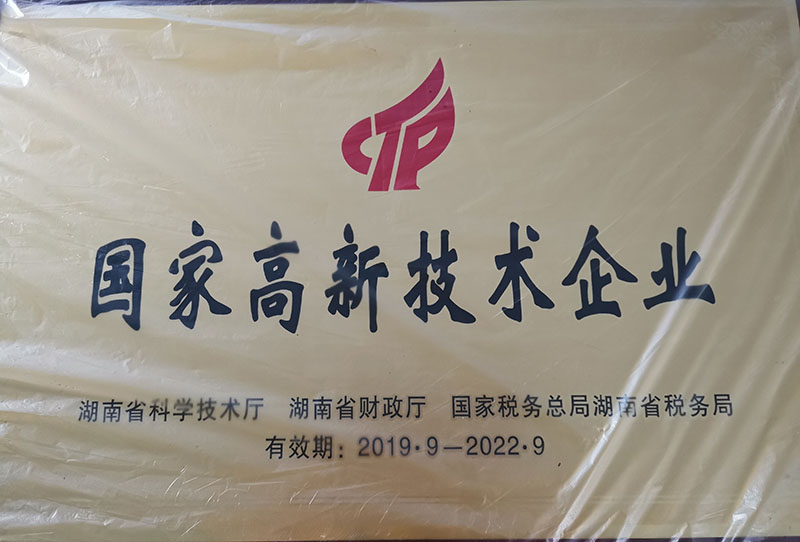 CTP
国家高新技术企业
湖南省科学技术厅 湖南省财政厅 国家税务总局湖南省税务局
有效期：2019·9—2022·9